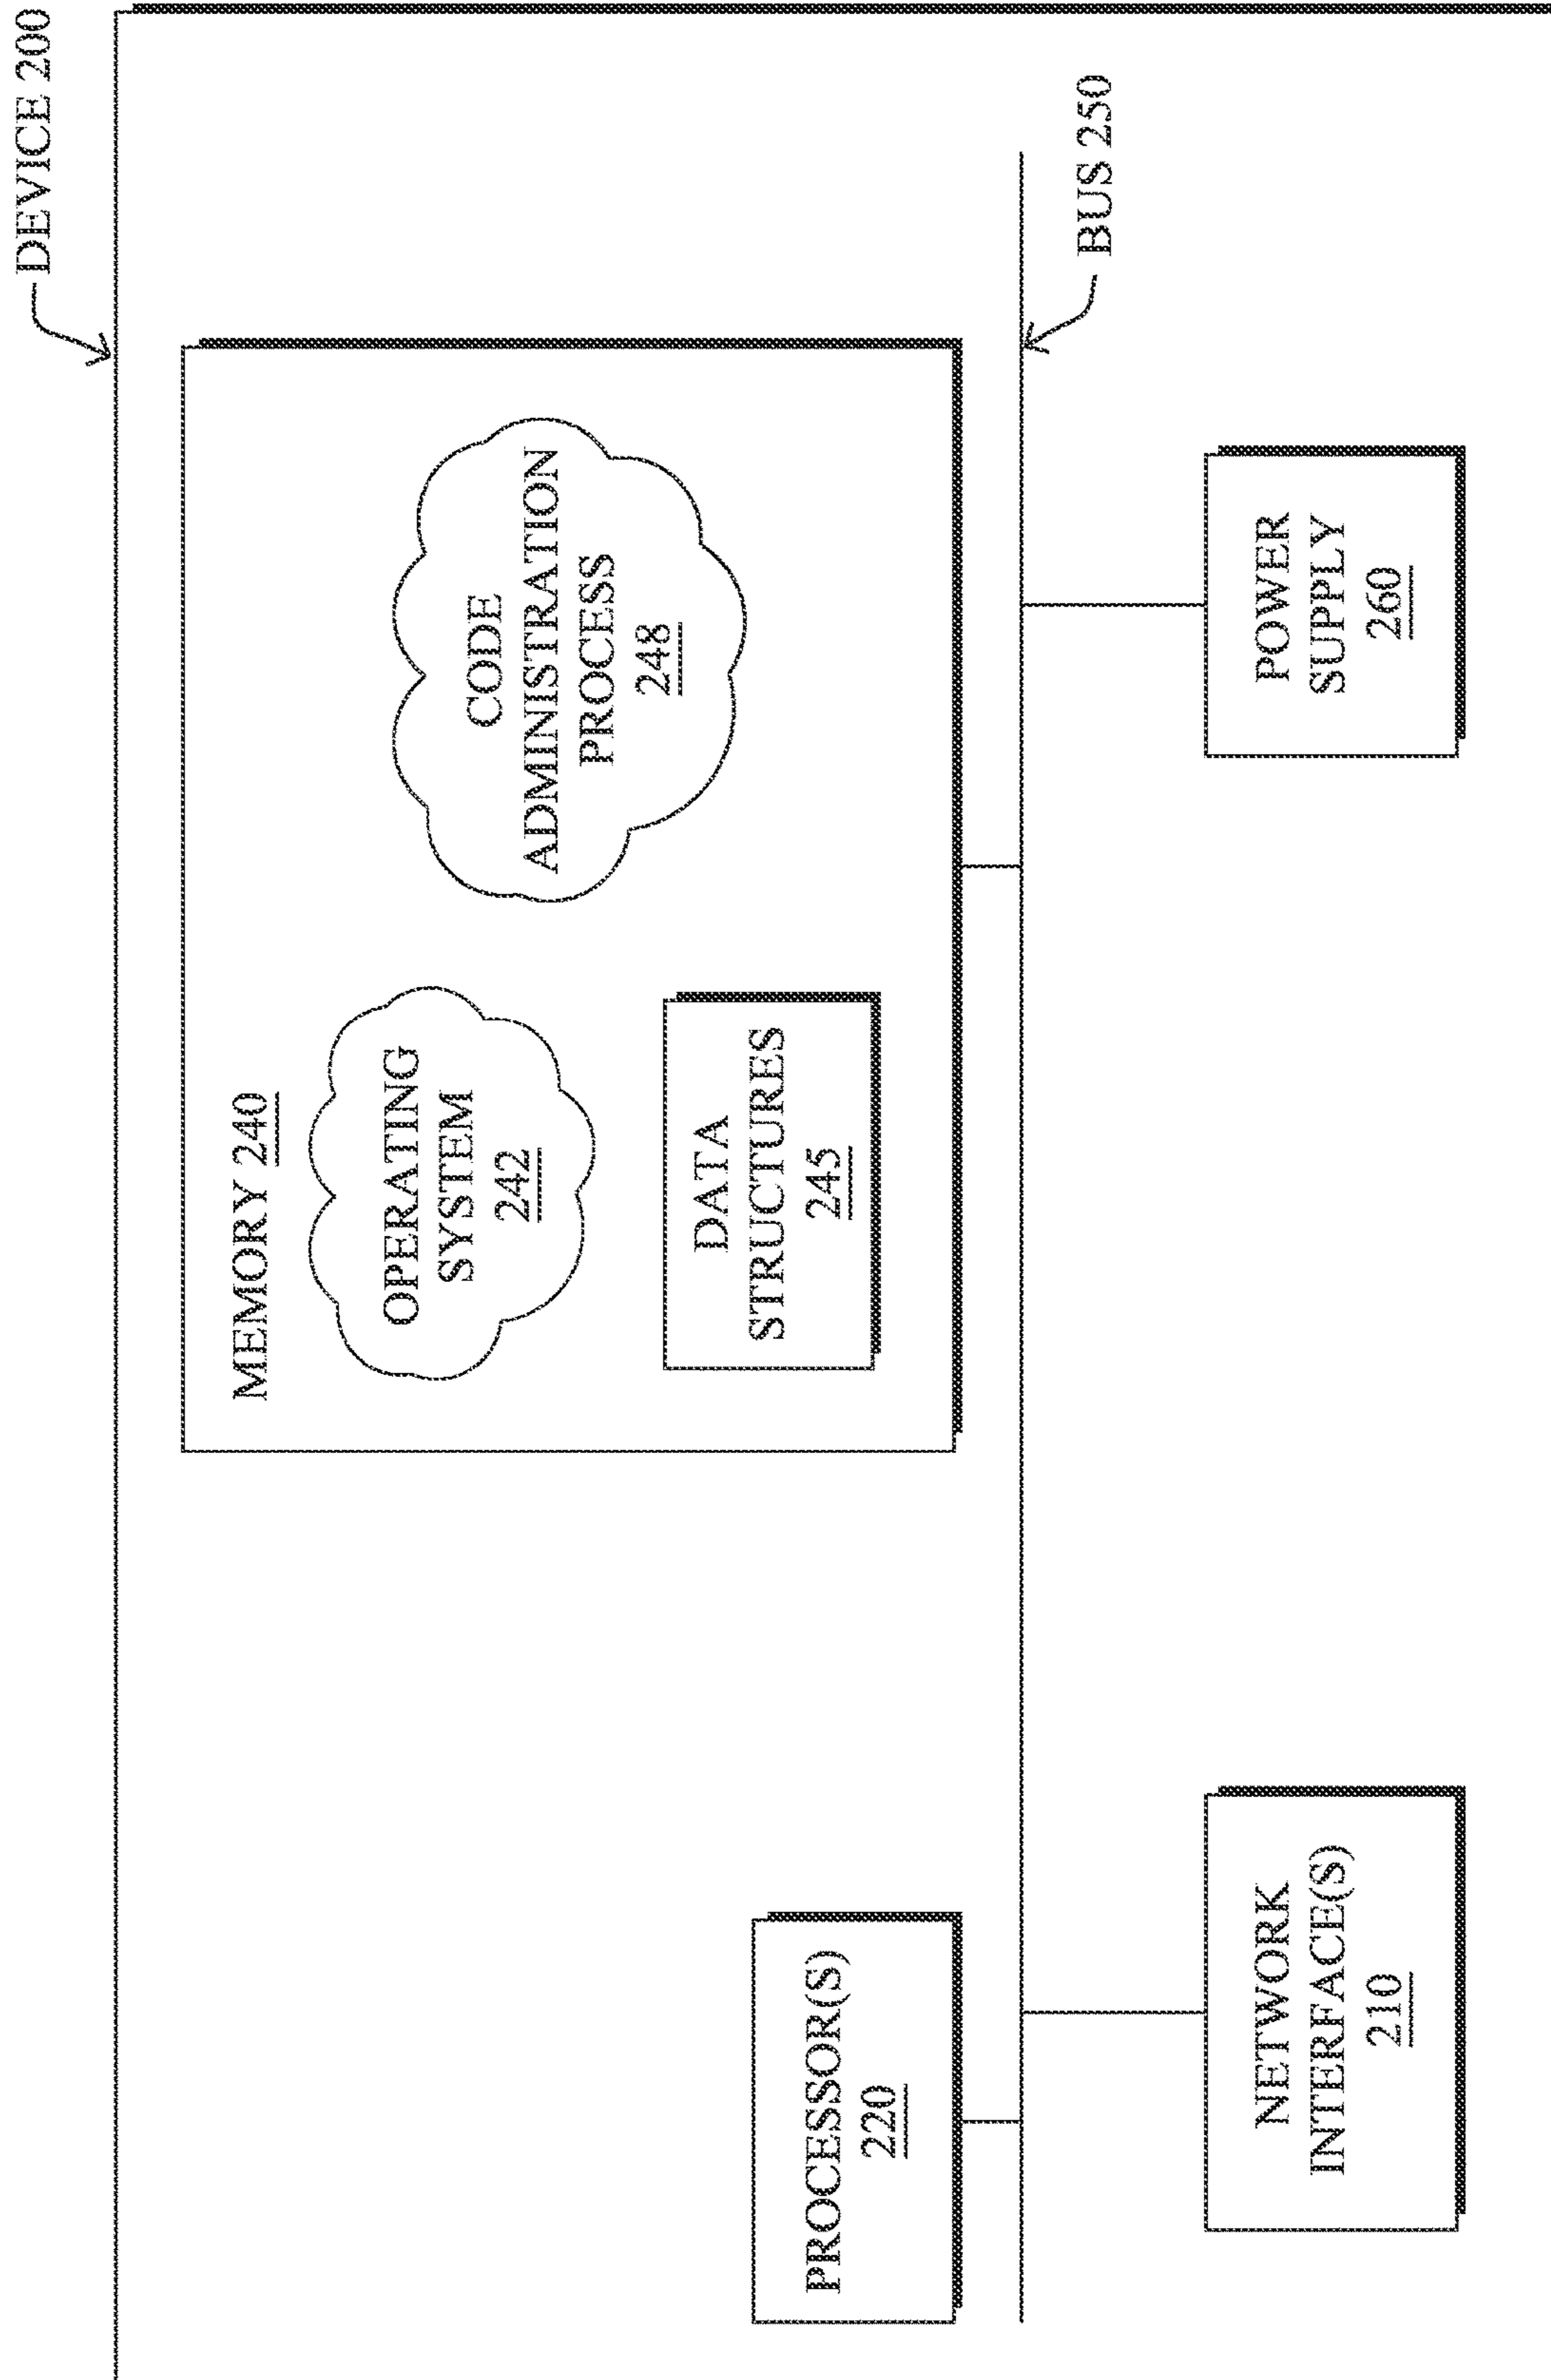 DEVICE 200
MEMORY 240
OPERATING
SYSTEM
242
CODE
ADMINISTRATION
PROCESS
248
DATA
STRUCTURES
245
PROCESSOR(S)
220
BUS 250
NETWORK
INTERFACE(S)
210
POWER
SUPPLY
260